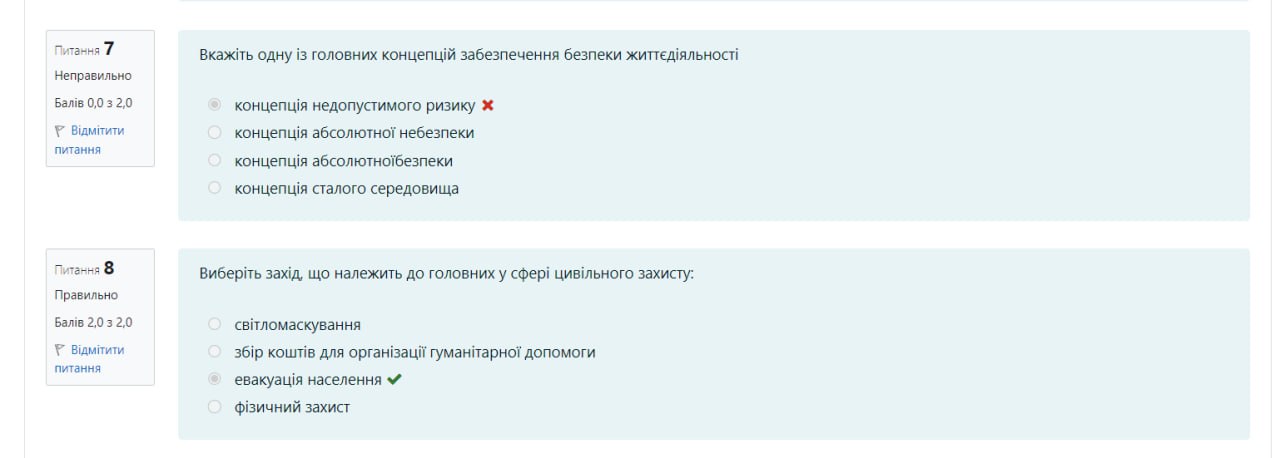 Питання 7
Неправильно
Балів 0,0 з 2,0
Відмітити
питання
Вкажіть одну із головних концепцій забезпечення безпеки життєдіяльності
концепція недопустимого ризику
концепція абсолютної небезпеки
концепція абсолютноїбезпеки
концепція сталого середовища
Питання 8
Правильно
Балів 2,0 з 2,0
Відмітити
питання
Виберіть захід, що належить до головних у сфері цивільного захисту:
світломаскування
збір коштів для організації гуманітарної допомоги
евакуація населення
фізичний захист